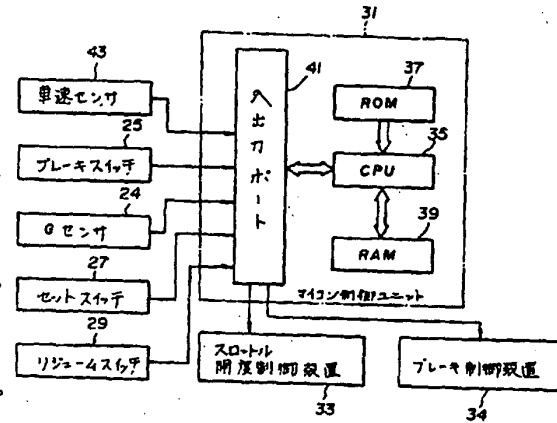 31
43
車速センサ
25
ブレーキスイッチ
24
Gセンサ
27
セットスイッチ
29
リジュームスイッチ
入出力ポート
41
37
ROM
35
CPU
39
RAM
マイコン制御ユニット
スロットル
開度制御装置
33
ブレーキ制御装置
34